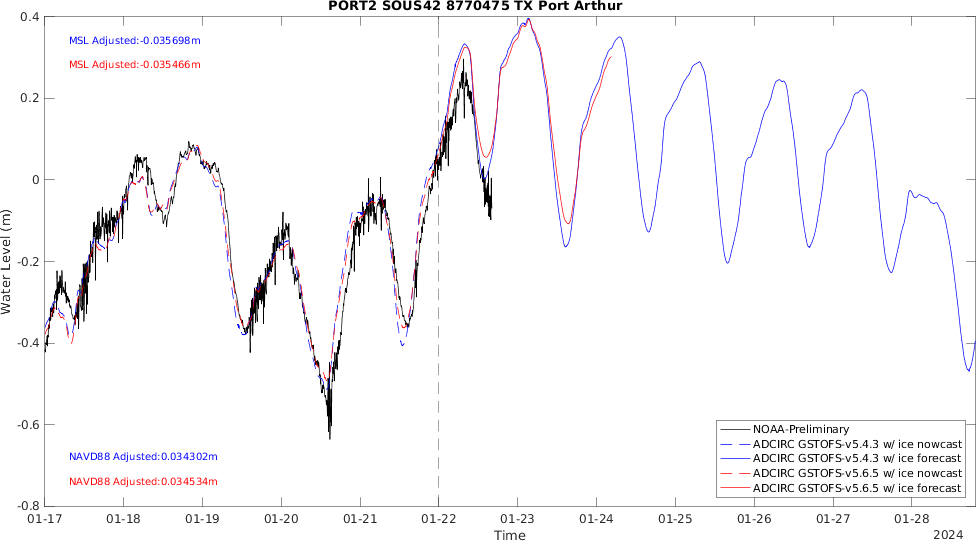 PORT2 SOUS42 8770475 TX Port Arthur
0.4
MSL Adjusted:-0.035698m
MSL Adjusted:-0.035466m
0.2
0
-0.2
-0.4
-0.6
-0.8
Water Level (m)
NAVD88 Adjusted:0.034302m
NAVD88 Adjusted:0.034534m
NOAA-Preliminary
ADCIRC GSTOFS-v5.4.3 w/ ice nowcast
ADCIRC GSTOFS-v5.4.3 w/ ice forecast
ADCIRC GSTOFS-v5.6.5 w/ ice nowcast
ADCIRC GSTOFS-v5.6.5 w/ ice forecast
01-17 01-18 01-19 01-20 01-21 01-22 01-23 01-24 01-25 01-26 01-27 01-28
Time
2024